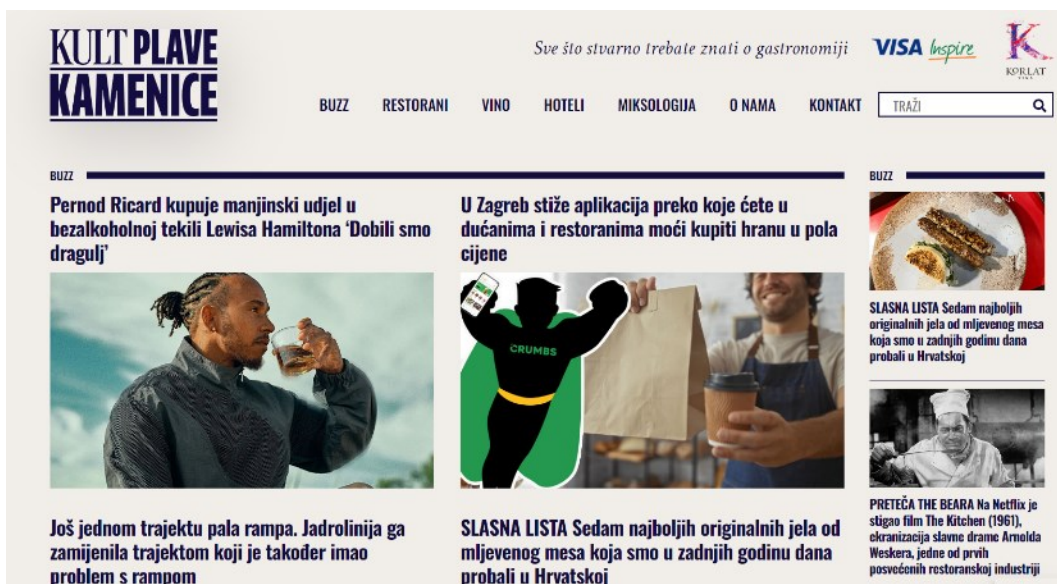 KULT PLAVE
KAMENICE
Sve što stvarno trebate znati o gastronomiji
VISA Inspire
K
KORLAT
BUZZ
RESTORANI
VINO
HOTELI
MIKSOLOGIJA
O NAMA
KONTAKT
TRAŽI
BUZZ
Pernod Ricard kupuje manjinski udjel u
bezalkoholnoj tekili Lewisa Hamiltona ‘Dobili smo
dragulj’
U Zagreb stiže aplikacija preko koje ćete u
dućanima i restoranima moći kupiti hranu u pola
cijene
CRUMBS
Još jednom trajektu pala rampa. Jadrolinija ga
zamijenila trajektom koji je također imao
problem s rampom
SLASNA LISTA Sedam najboljih originalnih jela od
mljevenog mesa koja smo u zadnjih godinu dana
probali u Hrvatskoj
BUZZ
SLASNA LISTA Sedam najboljih
originalnih jela od mljevenog mesa
koja smo u zadnjih godinu dana
probali u Hrvatskoj
PRETEČA THE BEARA Na Netflix je
stigao film The Kitchen (1961),
ekranizacija slavne drame Arnolda
Weskera, jedne od prvih
posvećenih restoranskoj industriji